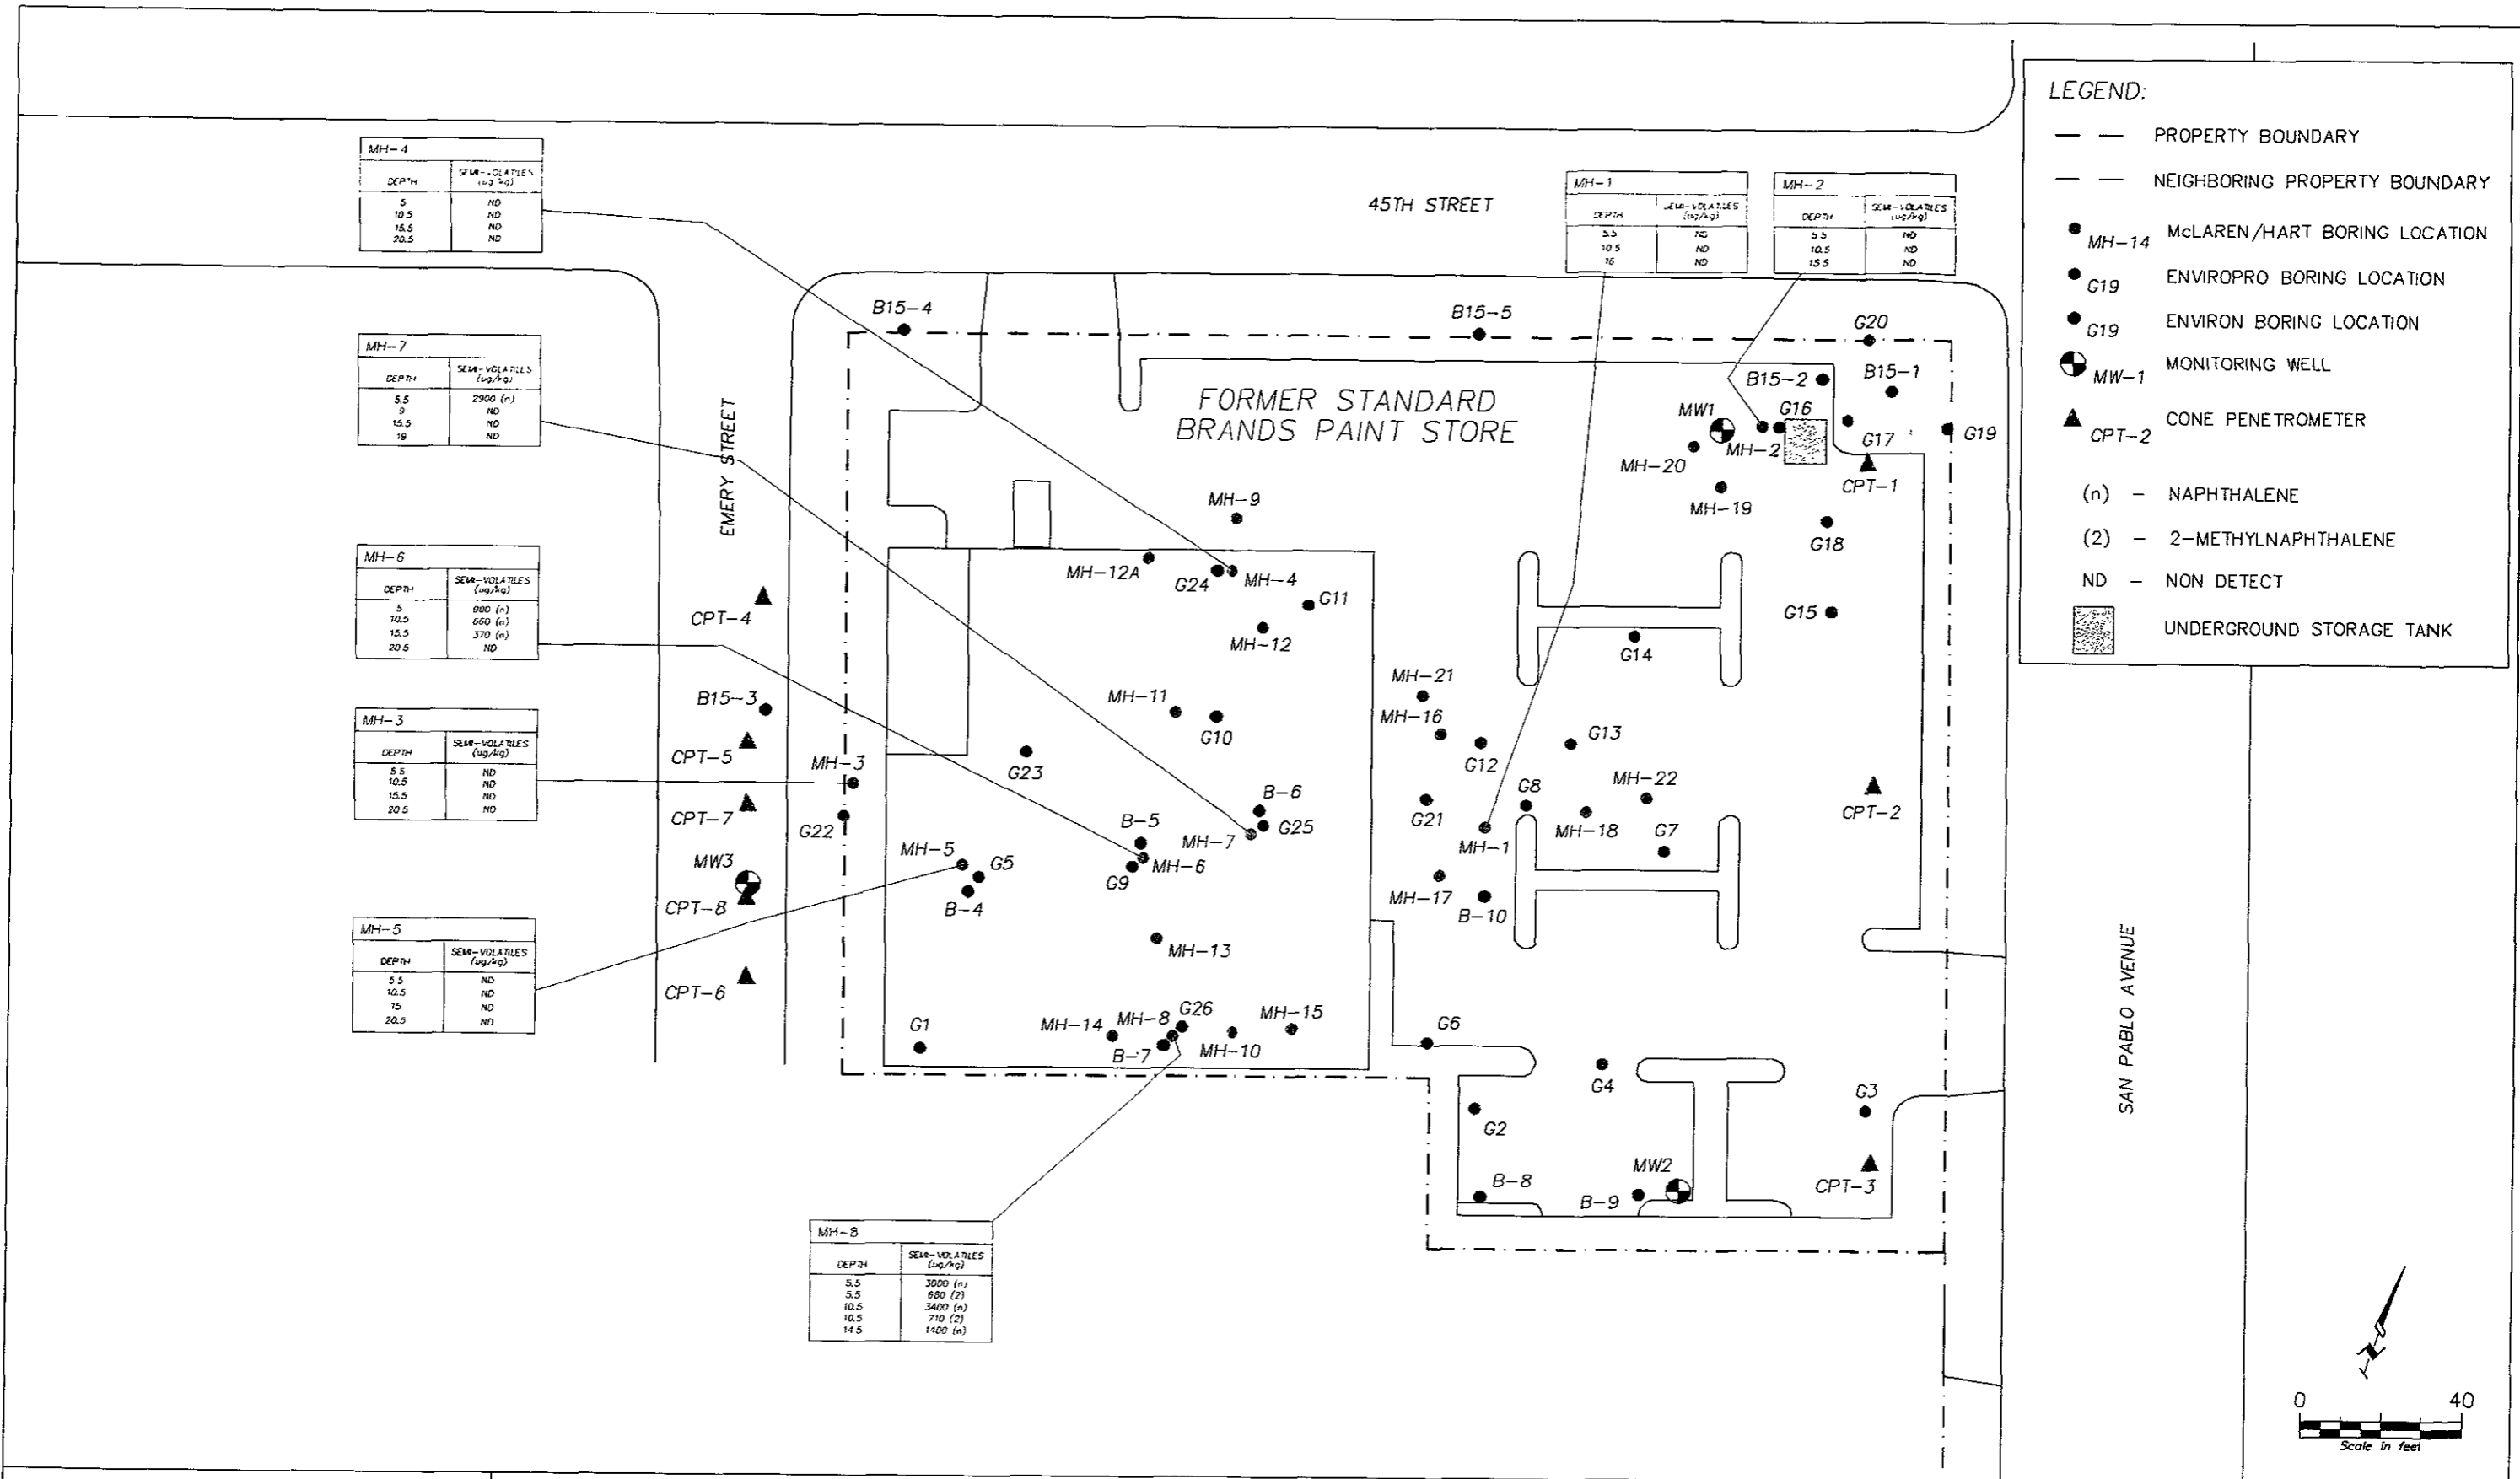 LEGEND:
PROPERTY BOUNDARY
NEIGHBORING PROPERTY BOUNDARY
MH-14 McLAREN/HART BORING LOCATION
G19 ENVIROPRO BORING LOCATION
G19 ENVIRON BORING LOCATION
MW-1 MONITORING WELL
CPT-2 CONE PENETROMETER
(n) - NAPHTHALENE
(2) - 2-METHYLNAPHTHALENE
ND - NON DETECT
UNDERGROUND STORAGE TANK
MH-4
DEPTH SEMI-VOLATILES (ug/kg)
5 ND
10.5 ND
15.5 ND
20.5 ND
MH-7
DEPTH SEMI-VOLATILES (ug/kg)
5.5 2900 (n)
9 ND
15.5 ND
19 ND
MH-6
DEPTH SEMI-VOLATILES (ug/kg)
5 900 (n)
10.5 660 (n)
15.5 370 (n)
20.5 ND
MH-3
DEPTH SEMI-VOLATILES (ug/kg)
5.5 ND
10.5 ND
15.5 ND
20.5 ND
MH-5
DEPTH SEMI-VOLATILES (ug/kg)
5.5 ND
10.5 ND
15 ND
20.5 ND
MH-8
DEPTH SEMI-VOLATILES (ug/kg)
5.5 3000 (n)
5.5 680 (2)
10.5 3400 (n)
10.5 710 (2)
14.5 1400 (n)
MH-1
DEPTH SEMI-VOLATILES (ug/kg)
5.5 ND
10.5 ND
16 ND
MH-2
DEPTH SEMI-VOLATILES (ug/kg)
5.5 ND
10.5 ND
15.5 ND
45TH STREET
EMERY STREET
SAN PABLO AVENUE
FORMER STANDARD
BRANDS PAINT STORE
B15-4
B15-5
G20
B15-2
B15-1
MW1
G16
G17
G19
MH-20
MH-2
CPT-1
MH-19
G18
MH-9
MH-12A
G24
MH-4
G11
MH-12
G15
G14
CPT-4
B15-3
CPT-5
MH-3
CPT-7
G22
MW3
CPT-8
CPT-6
MH-11
G10
G23
MH-21
MH-16
G12
G13
G21
G8
MH-22
MH-18
G7
MH-1
CPT-2
B-6
G25
MH-7
B-5
MH-6
G9
MH-5
G5
B-4
MH-17
B-10
MH-13
G1
MH-14
MH-8
G26
B-7
MH-10
MH-15
G6
G4
G2
G3
B-8
B-9
MW2
CPT-3
0 40
Scale in feet